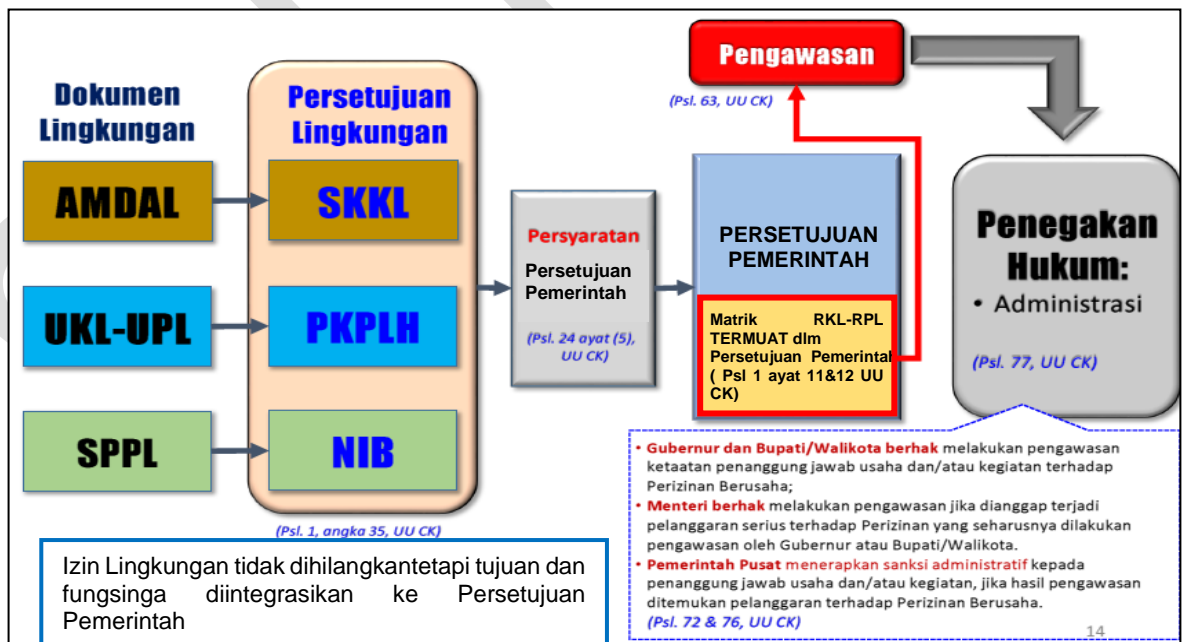 Dokumen
Lingkungan
AMDAL
UKL-UPL
SPPL
Persetujuan
Lingkungan
SKKL
PKPLH
NIB
(Psl. 1, angka 35, UU CK)
Persyaratan
Persetujuan
Pemerintah
(Psl. 24 ayat (5),
UU CK)
PERSETUJUAN
PEMERINTAH
Matrik RKL-RPL
TERMUAT dlm
Persetujuan Pemerintah
( Psl 1 ayat 11&12 UU
CK)
Pengawasan
(Psl. 63, UU CK)
Penegakan
Hukum:
• Administrasi
(Psl. 77, UU CK)
• Gubernur dan Bupati/Walikota berhak melakukan pengawasan
ketaatan penanggung jawab usaha dan/atau kegiatan terhadap
Perizinan Berusaha;
• Menteri berhak melakukan pengawasan jika dianggap terjadi
pelanggaran serius terhadap Perizinan yang seharusnya dilakukan
pengawasan oleh Gubernur atau Bupati/Walikota.
• Pemerintah Pusat menerapkan sanksi administratif kepada
penanggung jawab usaha dan/atau kegiatan, jika hasil pengawasan
ditemukan pelanggaran terhadap Perizinan Berusaha.
(Psl. 72 & 76, UU CK)
14
Izin Lingkungan tidak dihilangkantetapi tujuan dan
fungsinga diintegrasikan ke Persetujuan
Pemerintah